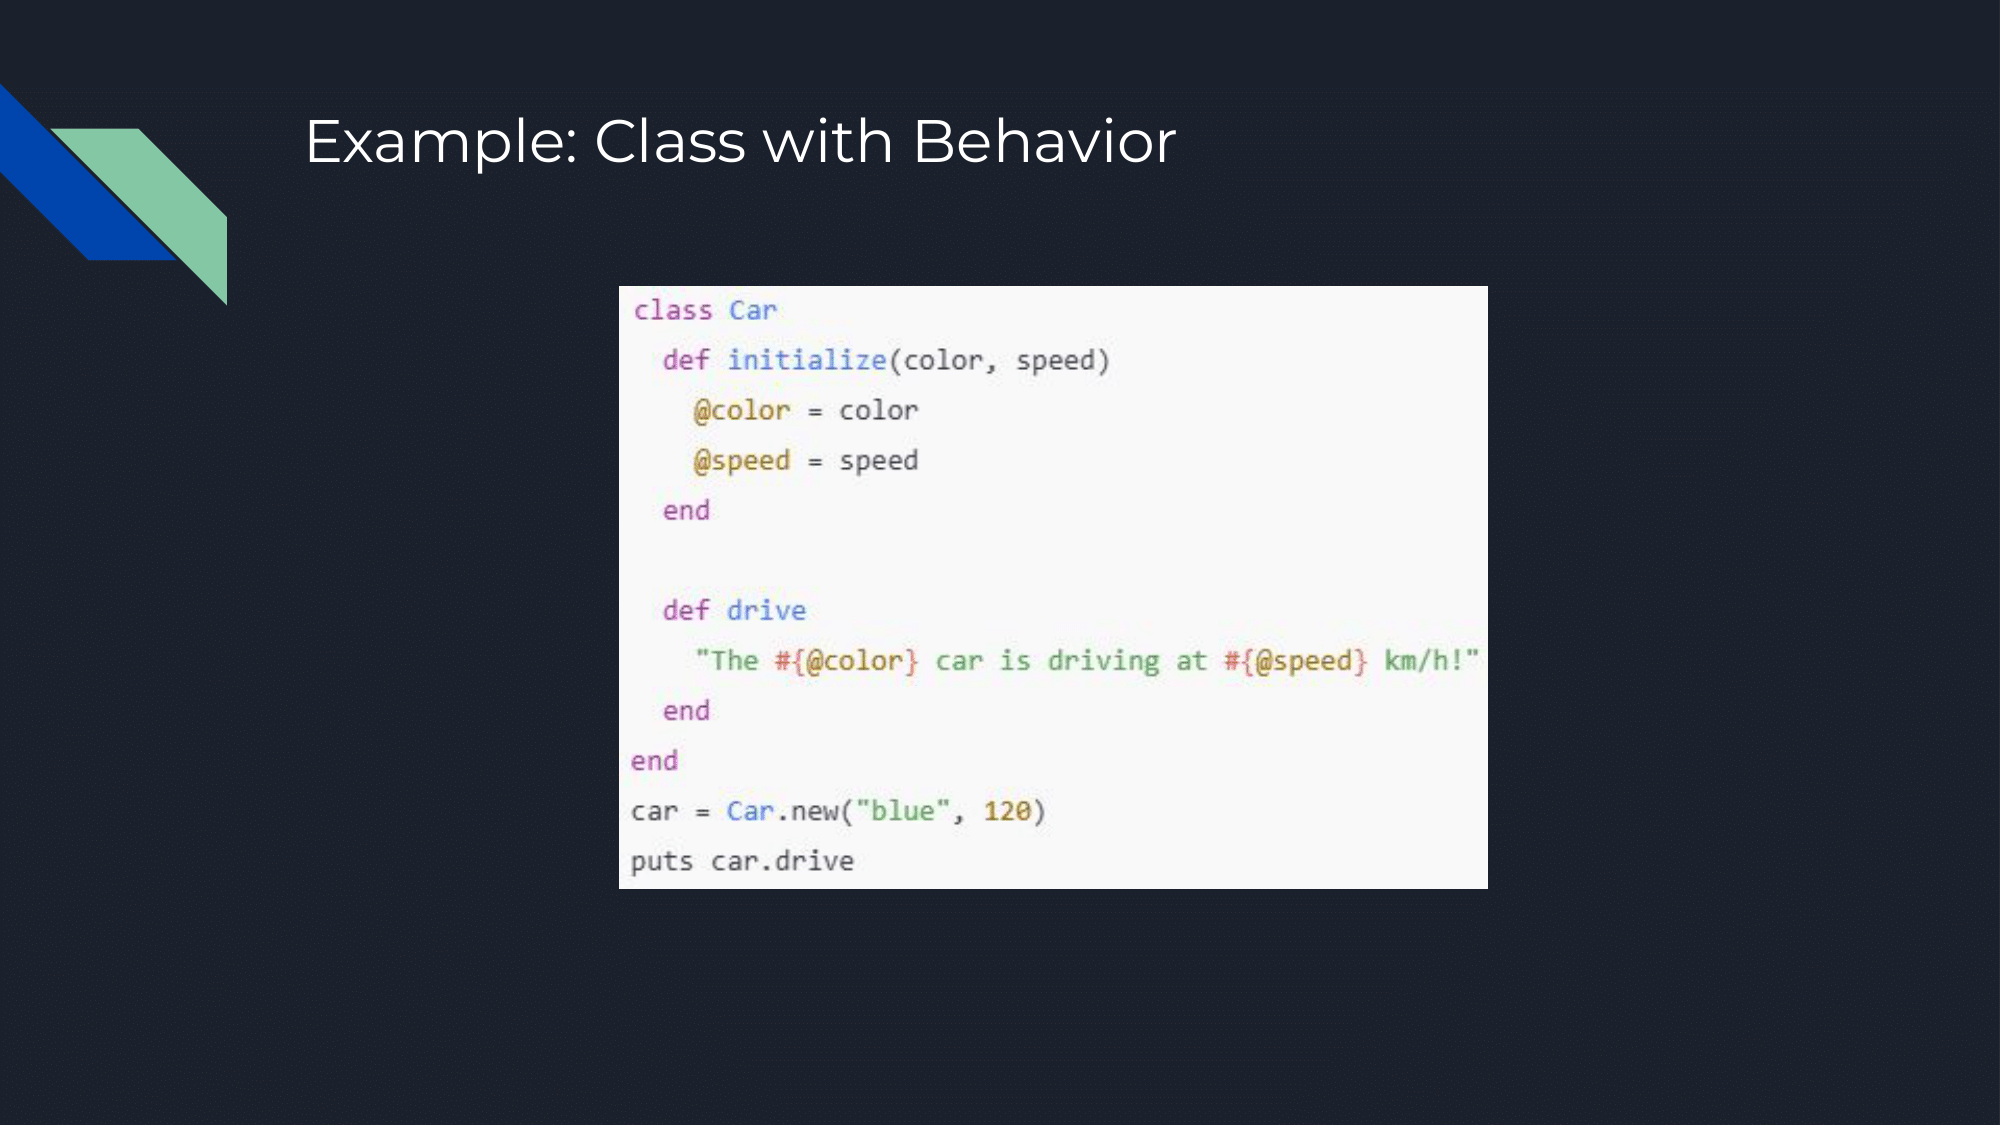 Example: Class with Behavior
class Car
  def initialize(color, speed)
    @color = color
    @speed = speed
  end
  def drive
    "The #{@color} car is driving at #{@speed} km/h!"
  end
end
car = Car.new("blue", 120)
puts car.drive